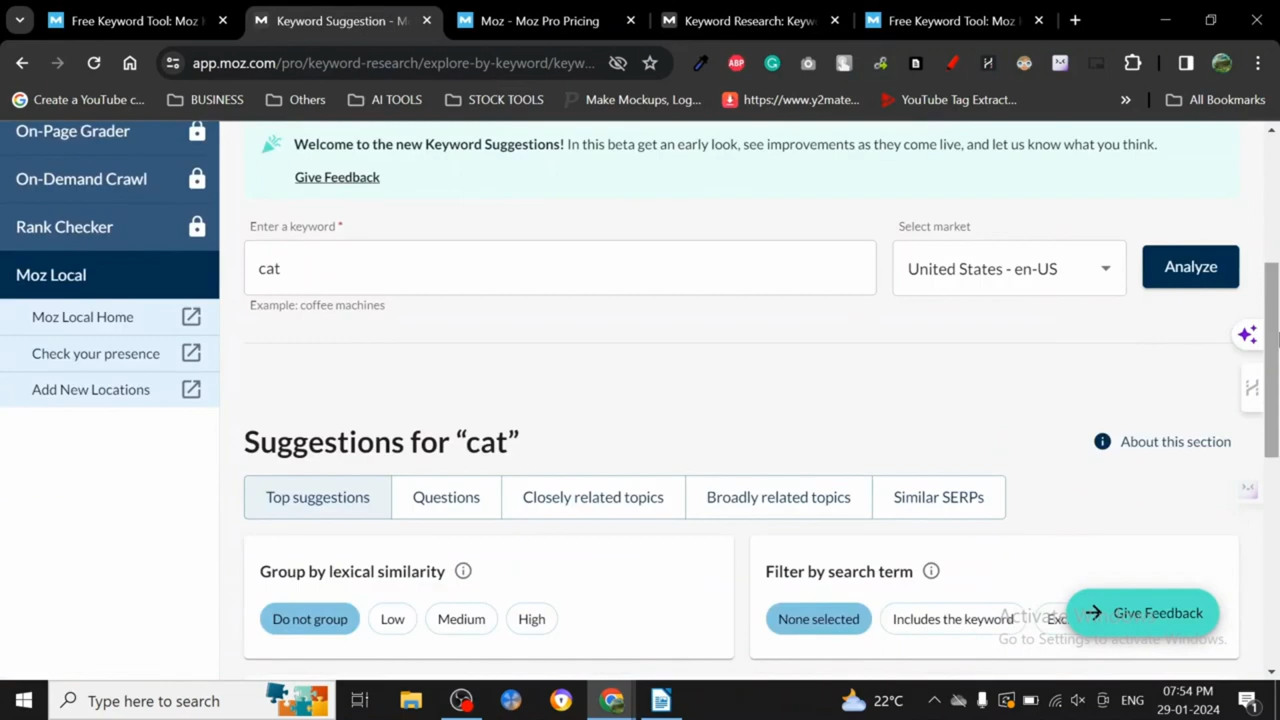 Free Keyword Tool: Moz
Keyword Suggestion - M
Moz - Moz Pro Pricing
Keyword Research: Keyw
Free Keyword Tool: Moz
app.moz.com/pro/keyword-research/explore-by-keyword/keyw...
ABP
Create a YouTube c...
BUSINESS
Others
AI TOOLS
STOCK TOOLS
Make Mockups, Log...
https://www.y2mate...
YouTube Tag Extract...
All Bookmarks
On-Page Grader
On-Demand Crawl
Rank Checker
Moz Local
Moz Local Home
Check your presence
Add New Locations
Welcome to the new Keyword Suggestions! In this beta get an early look, see improvements as they come live, and let us know what you think.
Give Feedback
Enter a keyword *
cat
Example: coffee machines
Select market
United States - en-US
Analyze
Suggestions for “cat”
About this section
Top suggestions
Questions
Closely related topics
Broadly related topics
Similar SERPs
Group by lexical similarity
Do not group
Low
Medium
High
Filter by search term
None selected
Includes the keyword
Exc
Give Feedback
Activate Windows
Go to Settings to activate Windows.
Type here to search
22°C
ENG
07:54 PM
29-01-2024
1